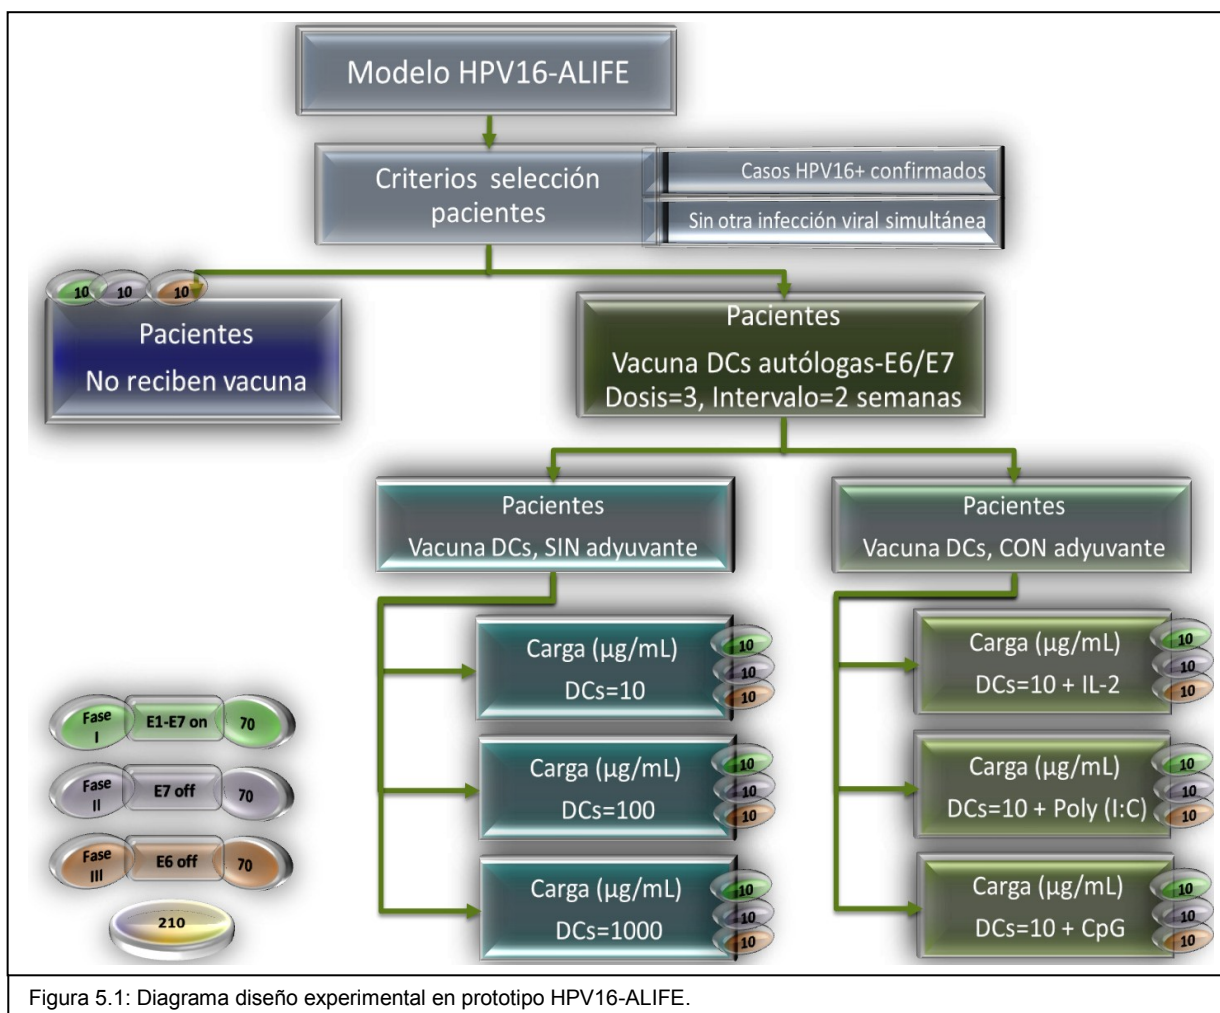 Modelo HPV16-ALIFE
Criterios selección
pacientes
Casos HPV16+ confirmados
Sin otra infección viral simultánea
10 10 10
Pacientes
No reciben vacuna
Pacientes
Vacuna DCs autólogas-E6/E7
Dosis=3, Intervalo=2 semanas
Pacientes
Vacuna DCs, SIN adyuvante
Pacientes
Vacuna DCs, CON adyuvante
Carga (µg/mL)
DCs=10
10
10
10
Carga (µg/mL)
DCs=10 + IL-2
10
10
10
Carga (µg/mL)
DCs=100
10
10
10
Carga (µg/mL)
DCs=10 + Poly (I:C)
10
10
10
Carga (µg/mL)
DCs=1000
10
10
10
Carga (µg/mL)
DCs=10 + CpG
10
10
10
Fase
I
E1-E7 on
70
Fase
II
E7 off
70
Fase
III
E6 off
70
210
Figura 5.1: Diagrama diseño experimental en prototipo HPV16-ALIFE.